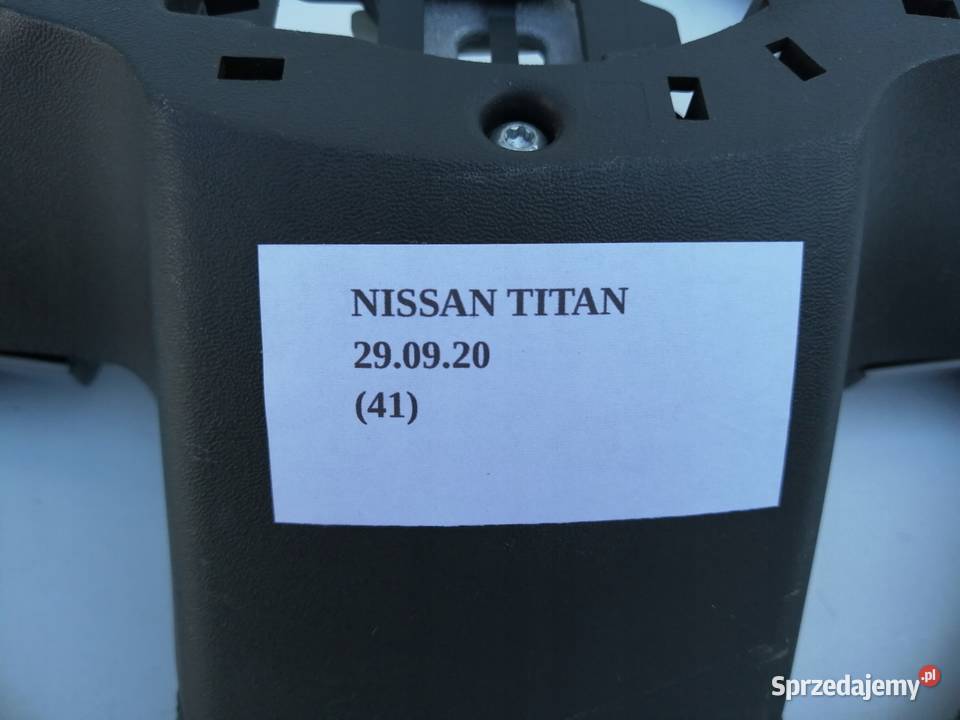 NISSAN TITAN
29.09.20
(41)
Sprzedajemy.pl